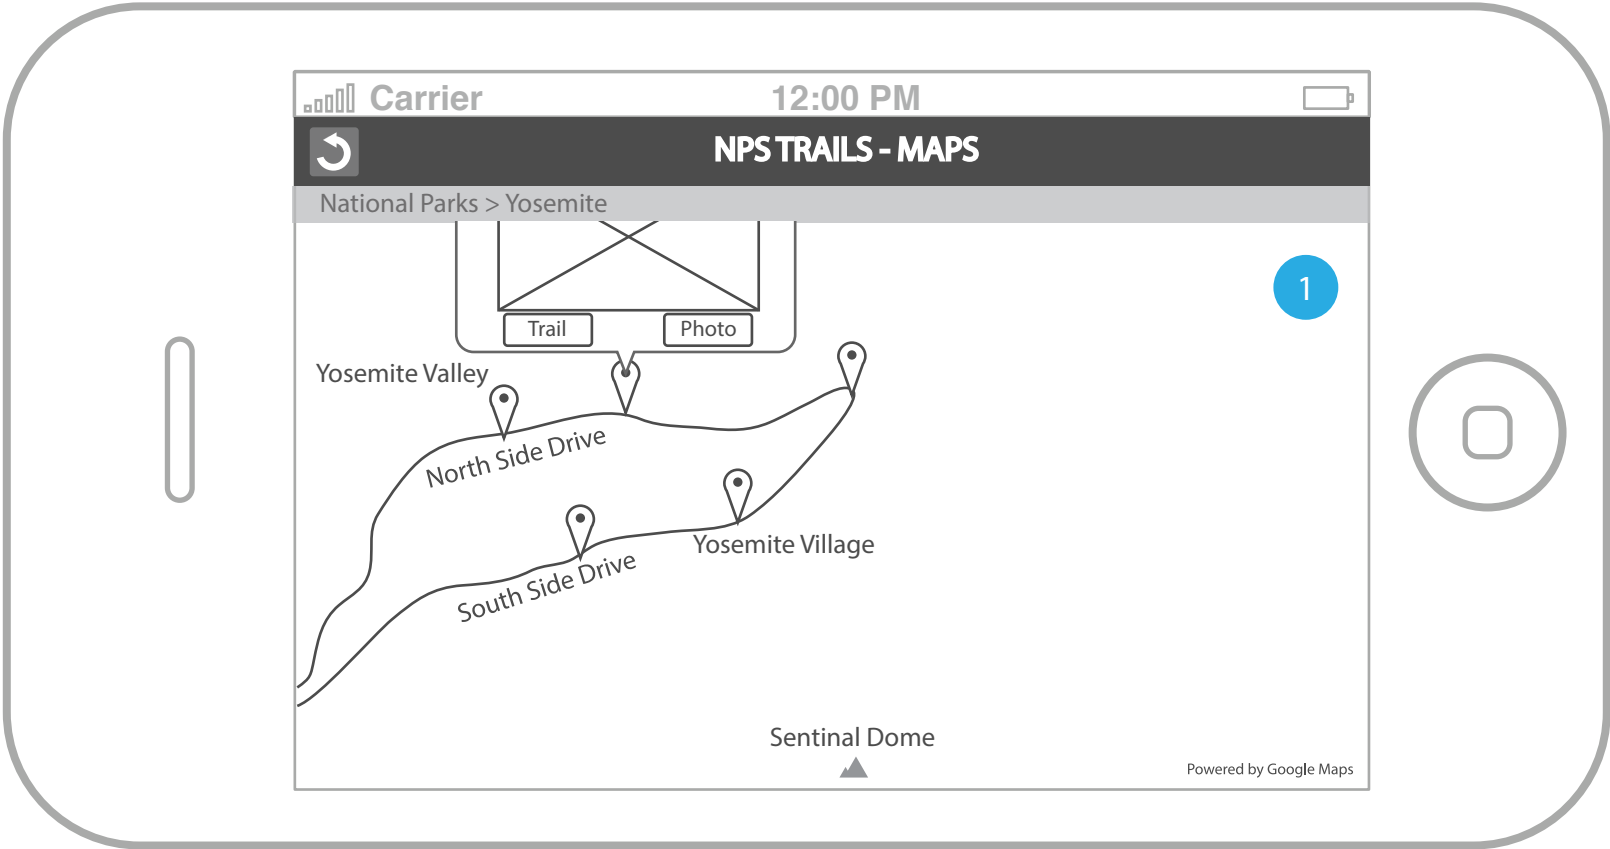 Carrier
12:00 PM
NPS TRAILS - MAPS
National Parks > Yosemite
1
Trail
Photo
Yosemite Valley
North Side Drive
Yosemite Village
South Side Drive
Sentinal Dome
Powered by Google Maps